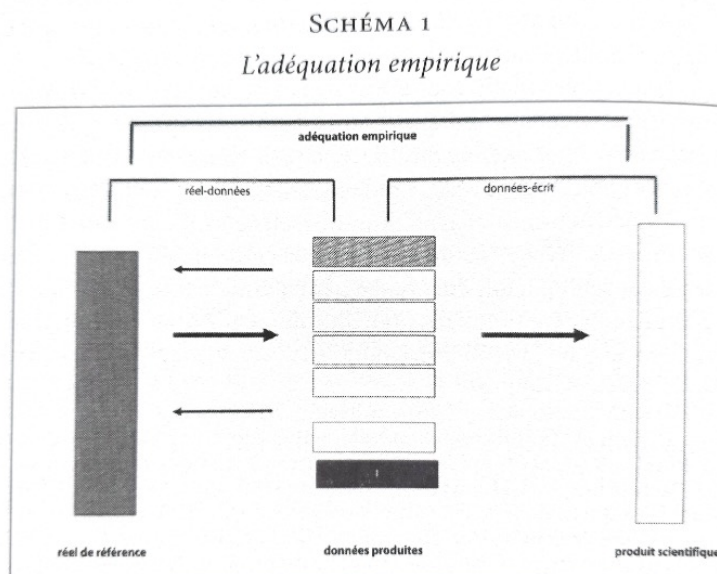 SCHÉMA 1
L'adéquation empirique
adéquation empirique
réel-données
données-écrit
réel de référence
données produites
produit scientifique